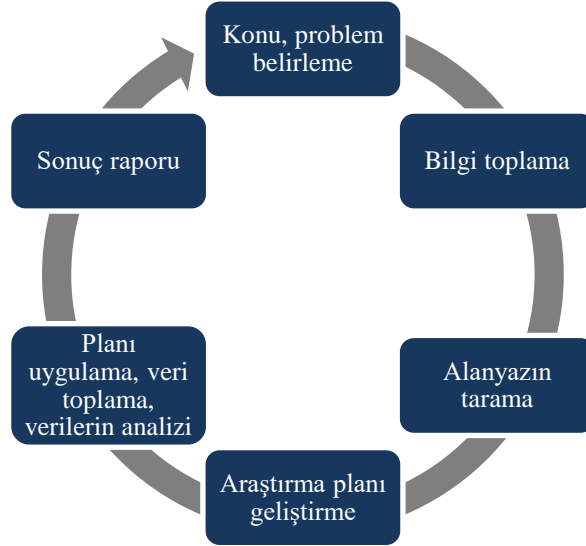 Konu, problem
belirleme
Bilgi toplama
Alanyazın
tarama
Araştırma planı
geliştirme
Planı
uygulama, veri
toplama,
verilerin analizi
Sonuç raporu